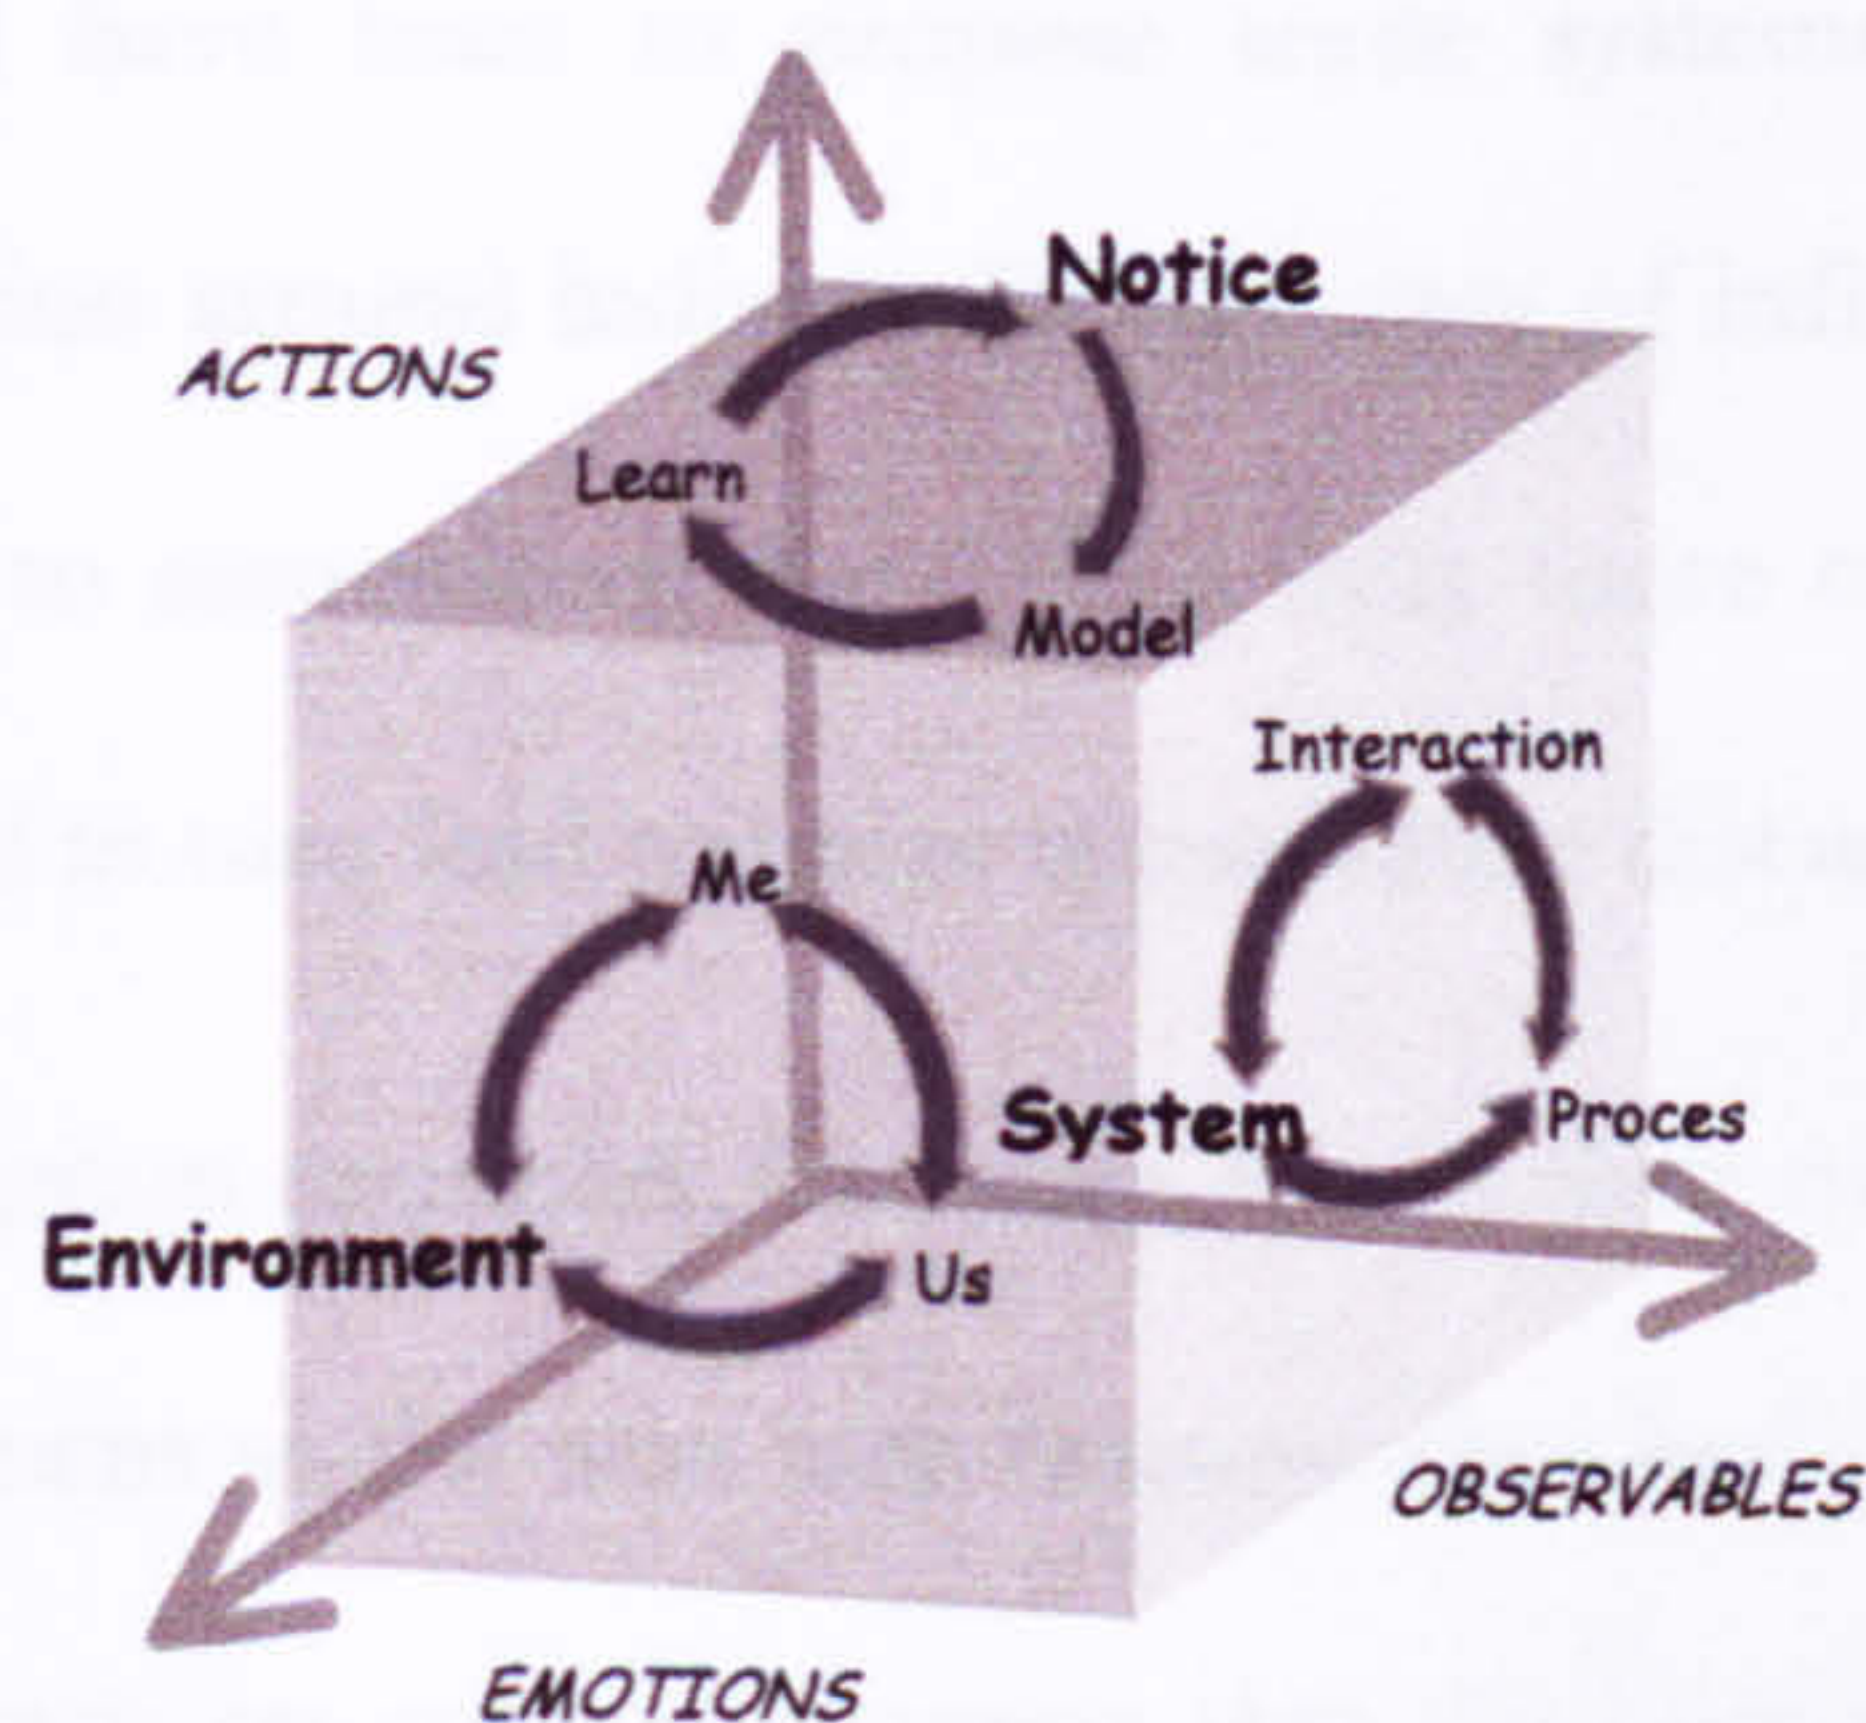 Notice
ACTIONS
Learn
Model
Interaction
Me
System
Proces
Environment
Us
OBSERVABLES
EMOTIONS